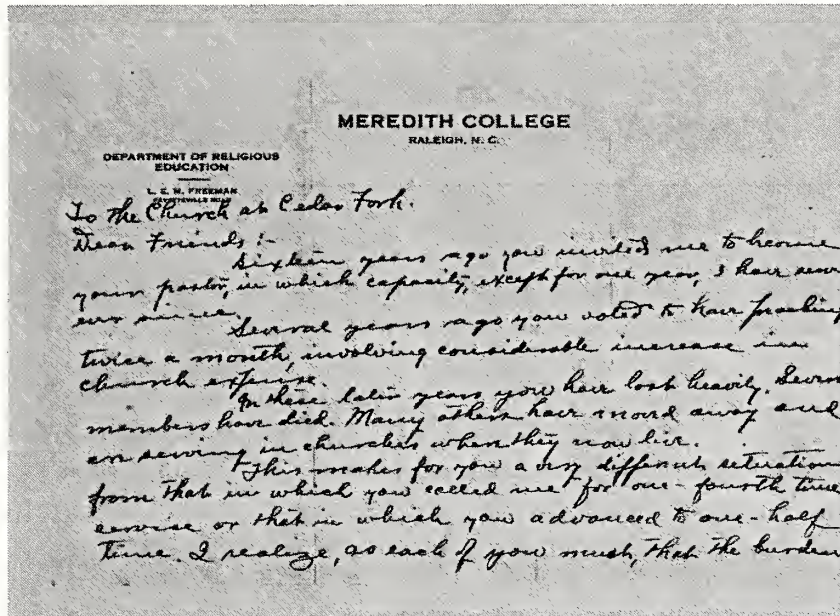 MEREDITH COLLEGE
RALEIGH, N. C.
DEPARTMENT OF RELIGIOUS
EDUCATION
L. E. M. FREEMAN
To the Church at Cedar Fork.
Dear Friends:-
Sixteen years ago you invited me to become
your pastor, in which capacity, except for one year, I have serv
ever since.
Several years ago you voted to have preaching
twice a month, involving considerable increase in
church expense.
In these later years you have lost heavily. Sever
members have died. Many others have moved away and
are serving in churches where they now live.
This makes for you a very different situation
from that in which you called me for one-fourth time
service or that in which you advanced to one-half
time. I realize, as each of you must, that the burden